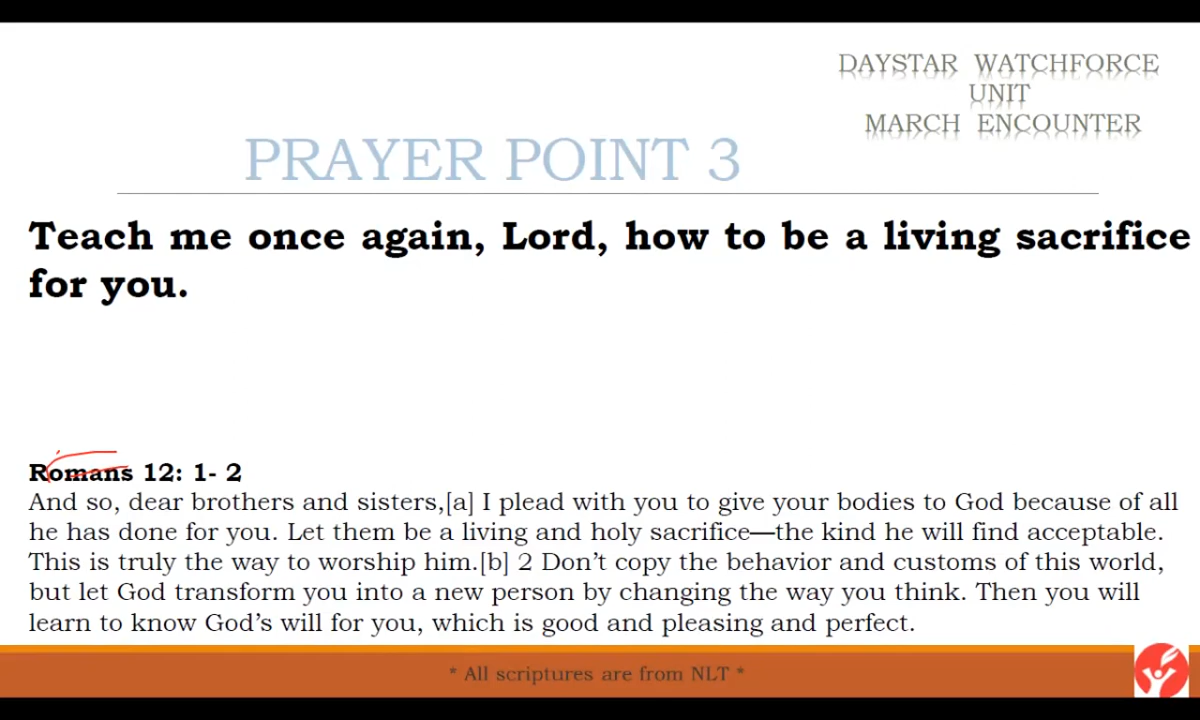 DAYSTAR WATCHFORCE
UNIT
MARCH ENCOUNTER
PRAYER POINT 3
Teach me once again, Lord, how to be a living sacrifice
for you.
Romans 12: 1- 2
And so, dear brothers and sisters,[a] I plead with you to give your bodies to God because of all
he has done for you. Let them be a living and holy sacrifice—the kind he will find acceptable.
This is truly the way to worship him.[b] 2 Don’t copy the behavior and customs of this world,
but let God transform you into a new person by changing the way you think. Then you will
learn to know God’s will for you, which is good and pleasing and perfect.
* All scriptures are from NLT *